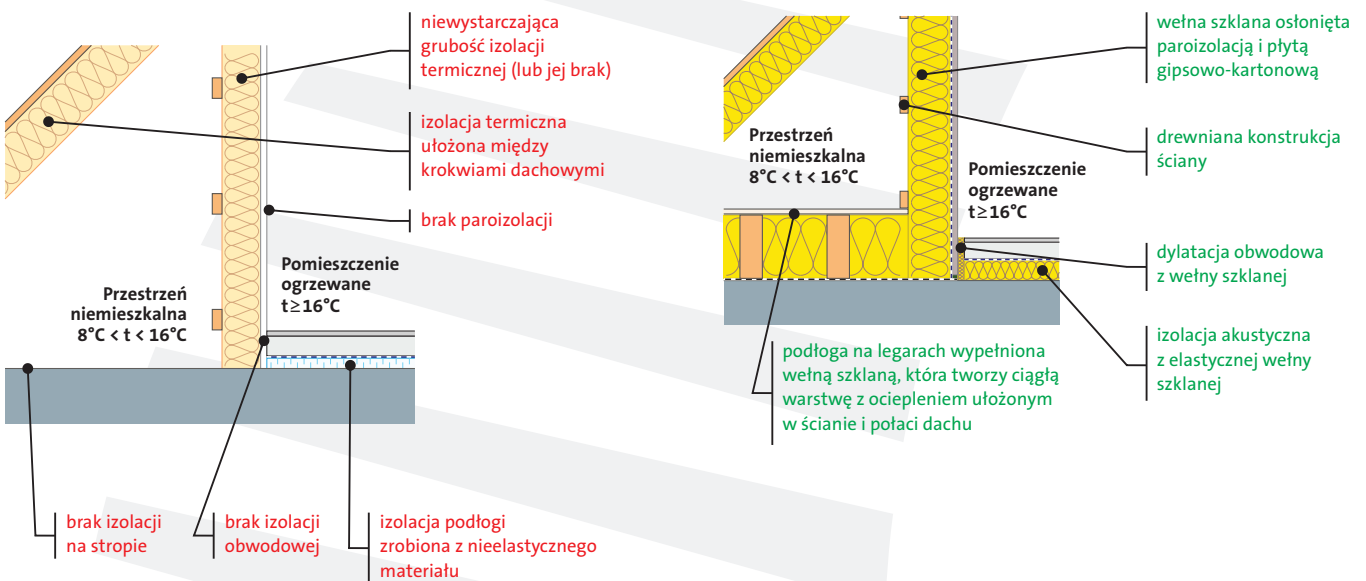 niewystarczająca
grubość izolacji
termicznej (lub jej brak)
izolacja termiczna
ułożona między
krokwiami dachowymi
brak paroizolacji
Pomieszczenie
ogrzewane
t≥16°C
Przestrzeń
niemieszkalna
8°C < t < 16°C
brak izolacji
na stropie
brak izolacji
obwodowej
izolacja podłogi
zrobiona z nieelastycznego
materiału
wełna szklana osłonięta
paroizolacją i płytą
gipsowo-kartonową
drewniana konstrukcja
ściany
Przestrzeń
niemieszkalna
8°C < t < 16°C
Pomieszczenie
ogrzewane
t≥16°C
dylatacja obwodowa
z wełny szklanej
izolacja akustyczna
z elastycznej wełny
szklanej
podłoga na legarach wypełniona
wełną szklaną, która tworzy ciągłą
warstwę z ociepleniem ułożonym
w ścianie i połaci dachu